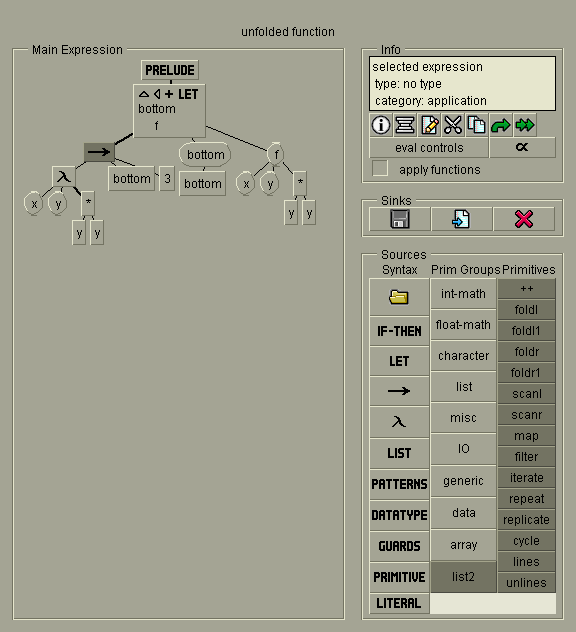 unfolded function
Main Expression
PRELUDE
+ LET
bottom
f
→
λ
bottom
3
bottom
f
x
y
*
bottom
x
y
*
y
y
y
y
Info
selected expression
type: no type
category: application
eval controls
∝
apply functions
Sinks
Sources
Syntax Prim Groups Primitives
IF-THEN
LET
→
λ
LIST
PATTERNS
DATATYPE
GUARDS
PRIMITIVE
LITERAL
int-math
float-math
character
list
misc
IO
generic
data
array
list2
++
foldl
foldl1
foldr
foldr1
scanl
scanr
map
filter
iterate
repeat
replicate
cycle
lines
unlines